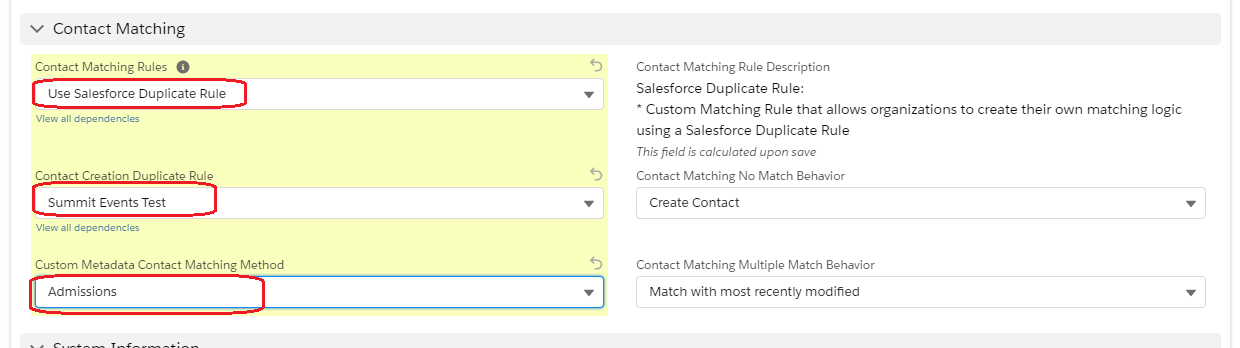 Contact Matching
Contact Matching Rules
Use Salesforce Duplicate Rule
View all dependencies
Contact Matching Rule Description
Salesforce Duplicate Rule:
* Custom Matching Rule that allows organizations to create their own matching logic
using a Salesforce Duplicate Rule
This field is calculated upon save
Contact Creation Duplicate Rule
Summit Events Test
View all dependencies
Contact Matching No Match Behavior
Create Contact
Custom Metadata Contact Matching Method
Admissions
Contact Matching Multiple Match Behavior
Match with most recently modified
System Information